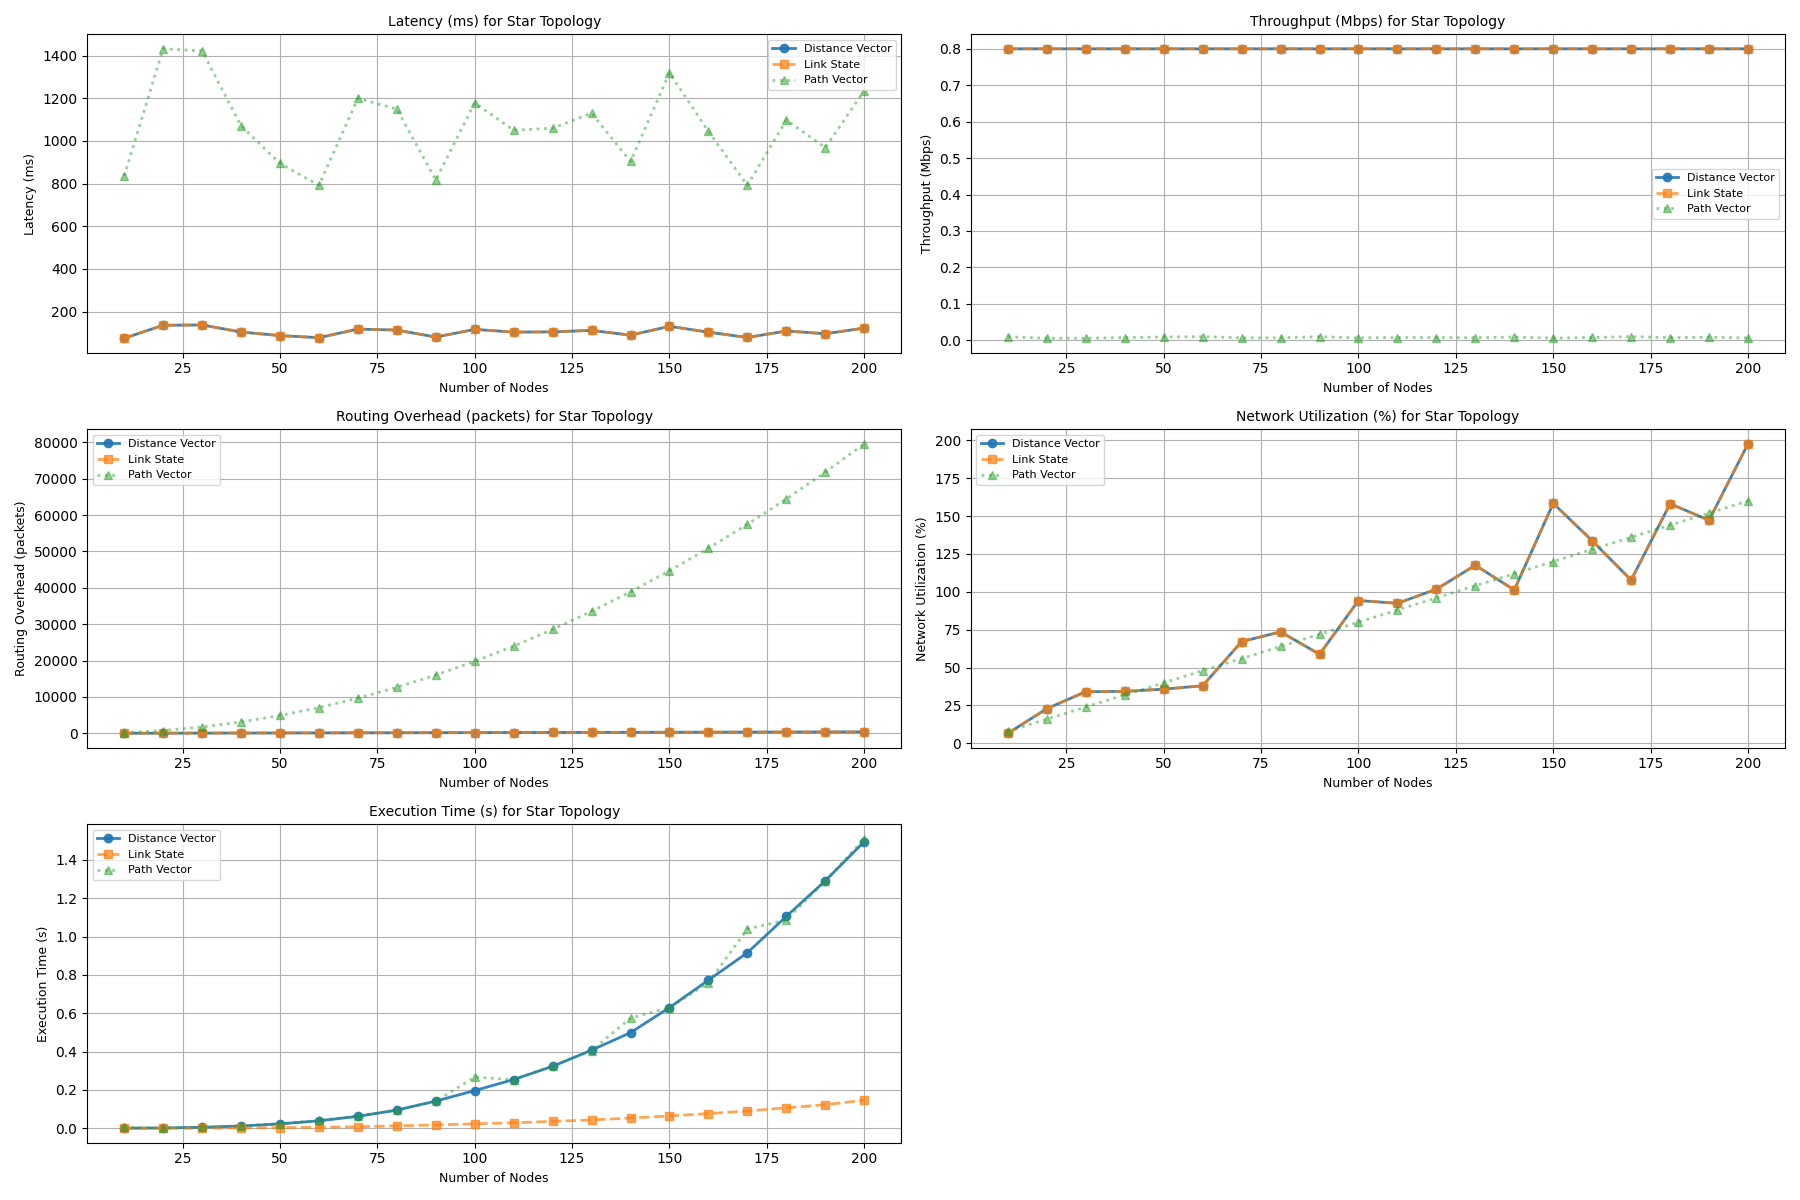 Latency (ms) for Star Topology
Latency (ms)
1400
1200
1000
800
600
400
200
Distance Vector
Link State
Path Vector
25 50 75 100 125 150 175 200
Number of Nodes
Throughput (Mbps) for Star Topology
Throughput (Mbps)
0.8
0.7
0.6
0.5
0.4
0.3
0.2
0.1
0.0
Distance Vector
Link State
Path Vector
25 50 75 100 125 150 175 200
Number of Nodes
Routing Overhead (packets) for Star Topology
Routing Overhead (packets)
80000
70000
60000
50000
40000
30000
20000
10000
0
Distance Vector
Link State
Path Vector
25 50 75 100 125 150 175 200
Number of Nodes
Network Utilization (%) for Star Topology
Network Utilization (%)
200
175
150
125
100
75
50
25
0
Distance Vector
Link State
Path Vector
25 50 75 100 125 150 175 200
Number of Nodes
Execution Time (s) for Star Topology
Execution Time (s)
1.4
1.2
1.0
0.8
0.6
0.4
0.2
0.0
Distance Vector
Link State
Path Vector
25 50 75 100 125 150 175 200
Number of Nodes